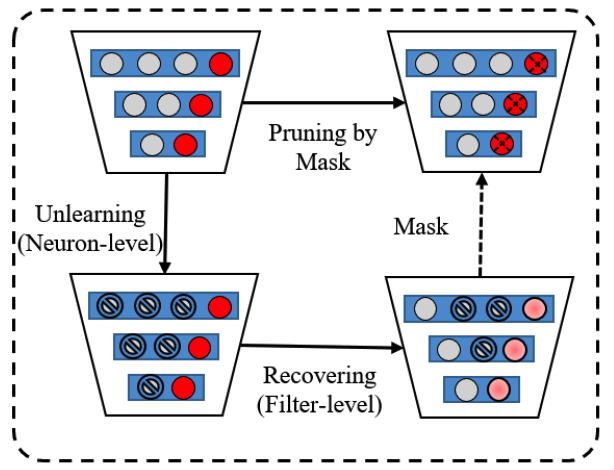 Pruning by
Mask
Unlearning
(Neuron-level)
Mask
Recovering
(Filter-level)